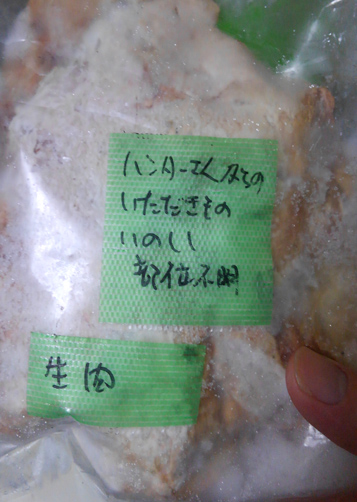 ハンターさんからの
いただきもの
いのしし
部位不明
生肉